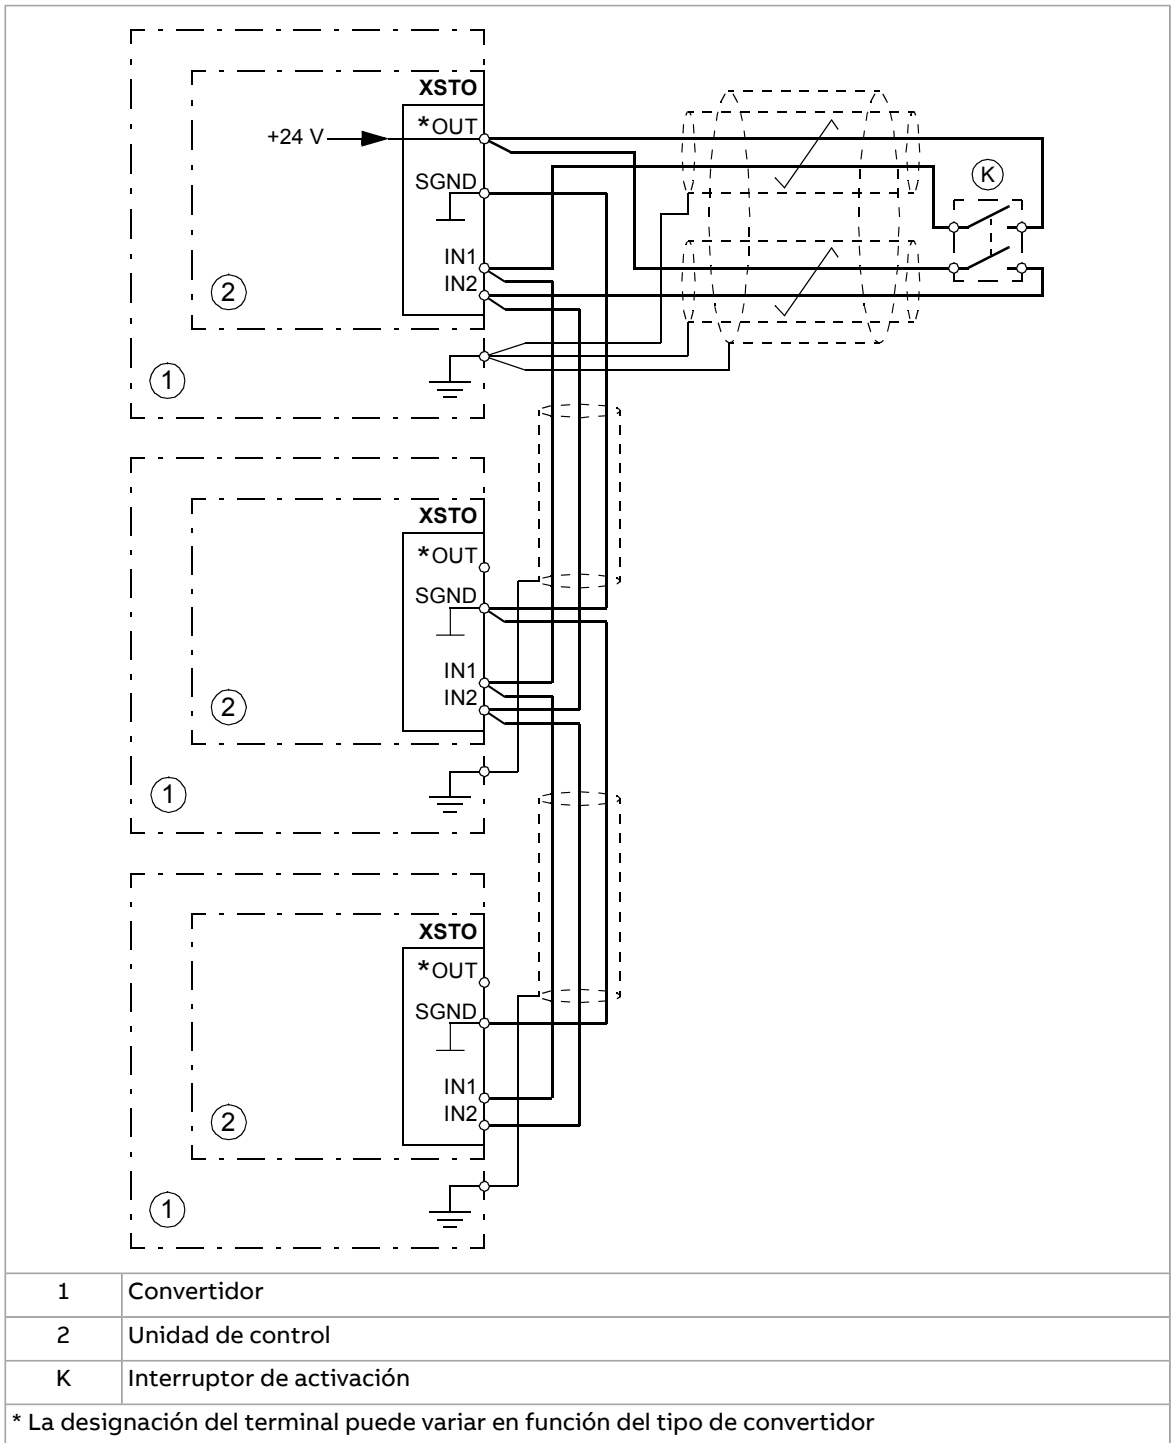 XSTO
*OUT
+24 V
SGND
K
IN1
IN2
2
1
XSTO
*OUT
SGND
IN1
IN2
2
1
XSTO
*OUT
SGND
IN1
IN2
2
1
1 Convertidor
2 Unidad de control
K Interruptor de activación
* La designación del terminal puede variar en función del tipo de convertidor